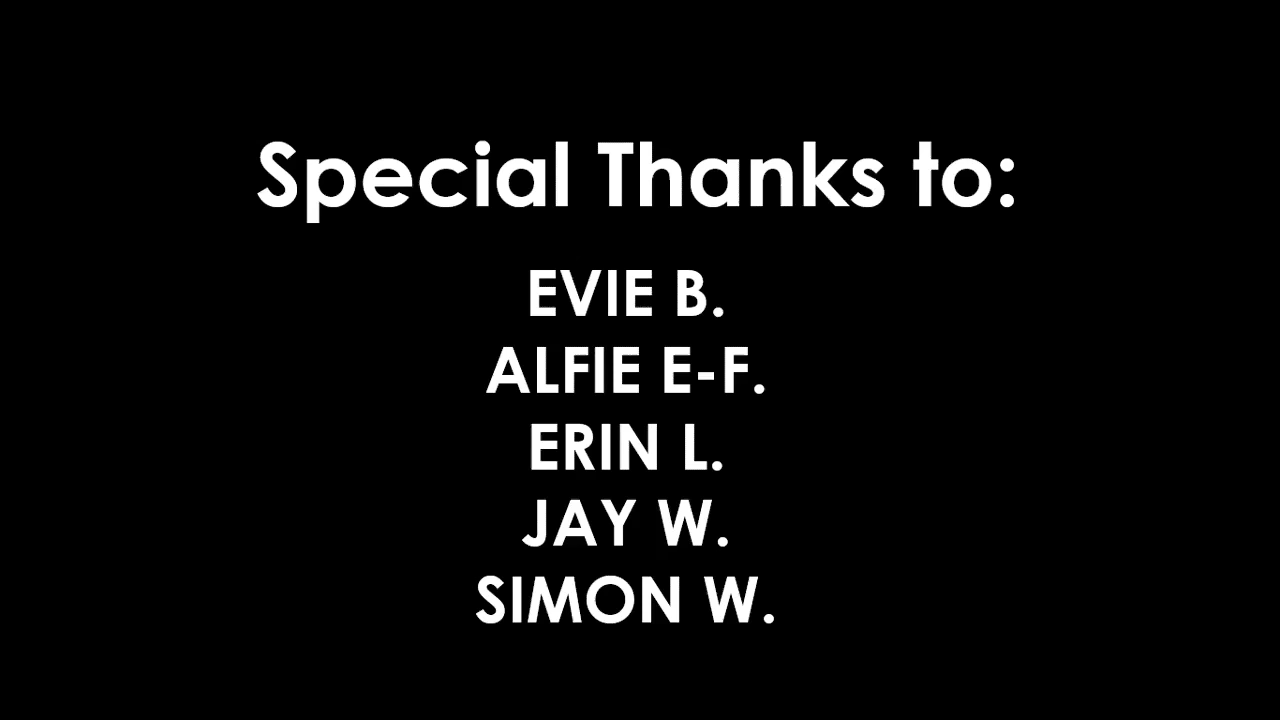 Special Thanks to:
EVIE B.
ALFIE E-F.
ERIN L.
JAY W.
SIMON W.